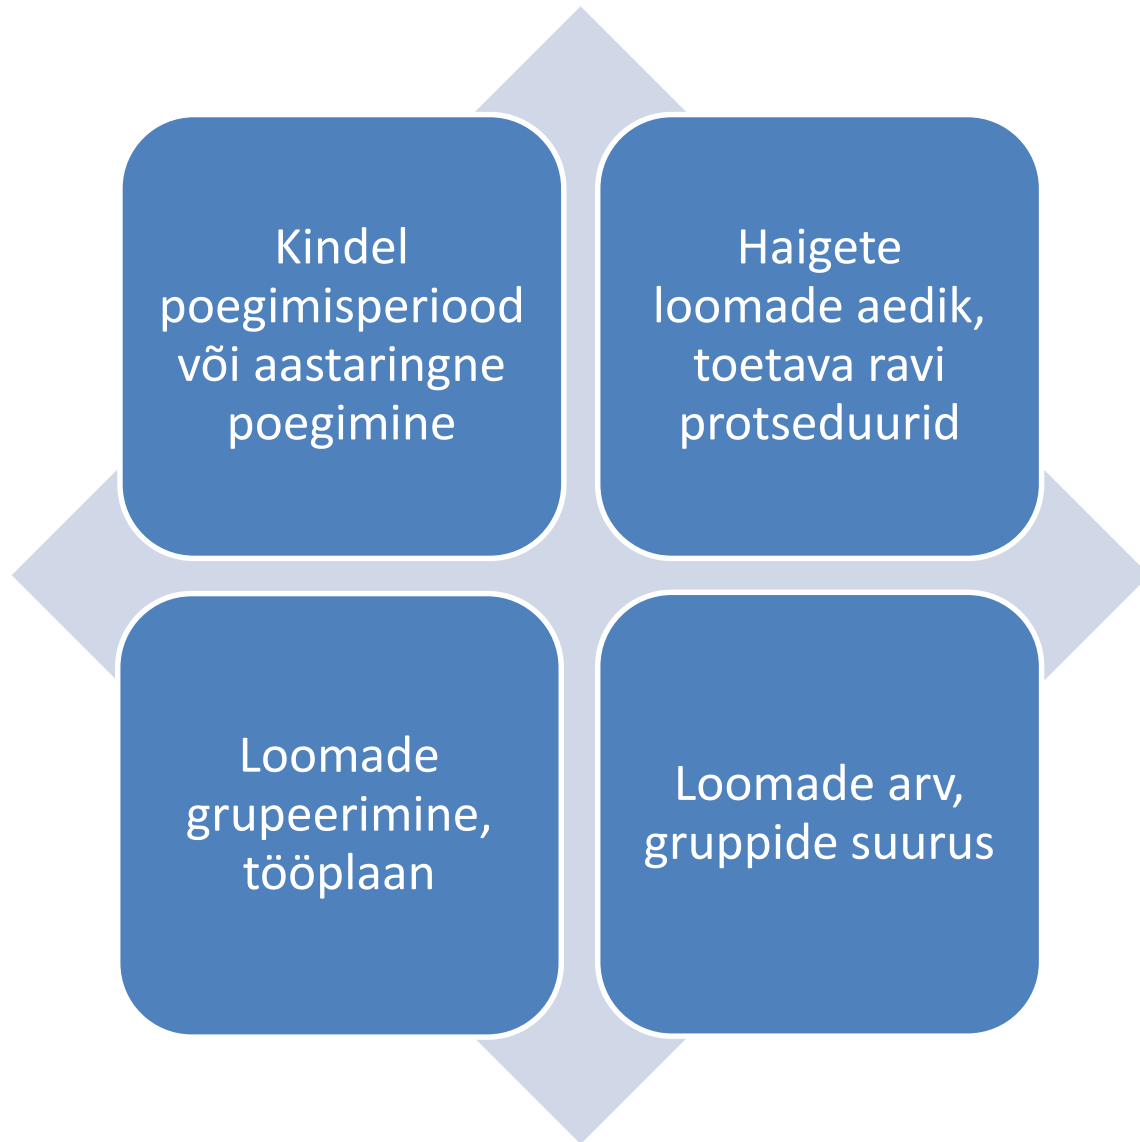 Kindel
poegimisperiood
või aastaringne
poegimine
Haigete
loomade aedik,
toetava ravi
protseduurid
Loomade
grupeerimine,
tööplaan
Loomade arv,
gruppide suurus